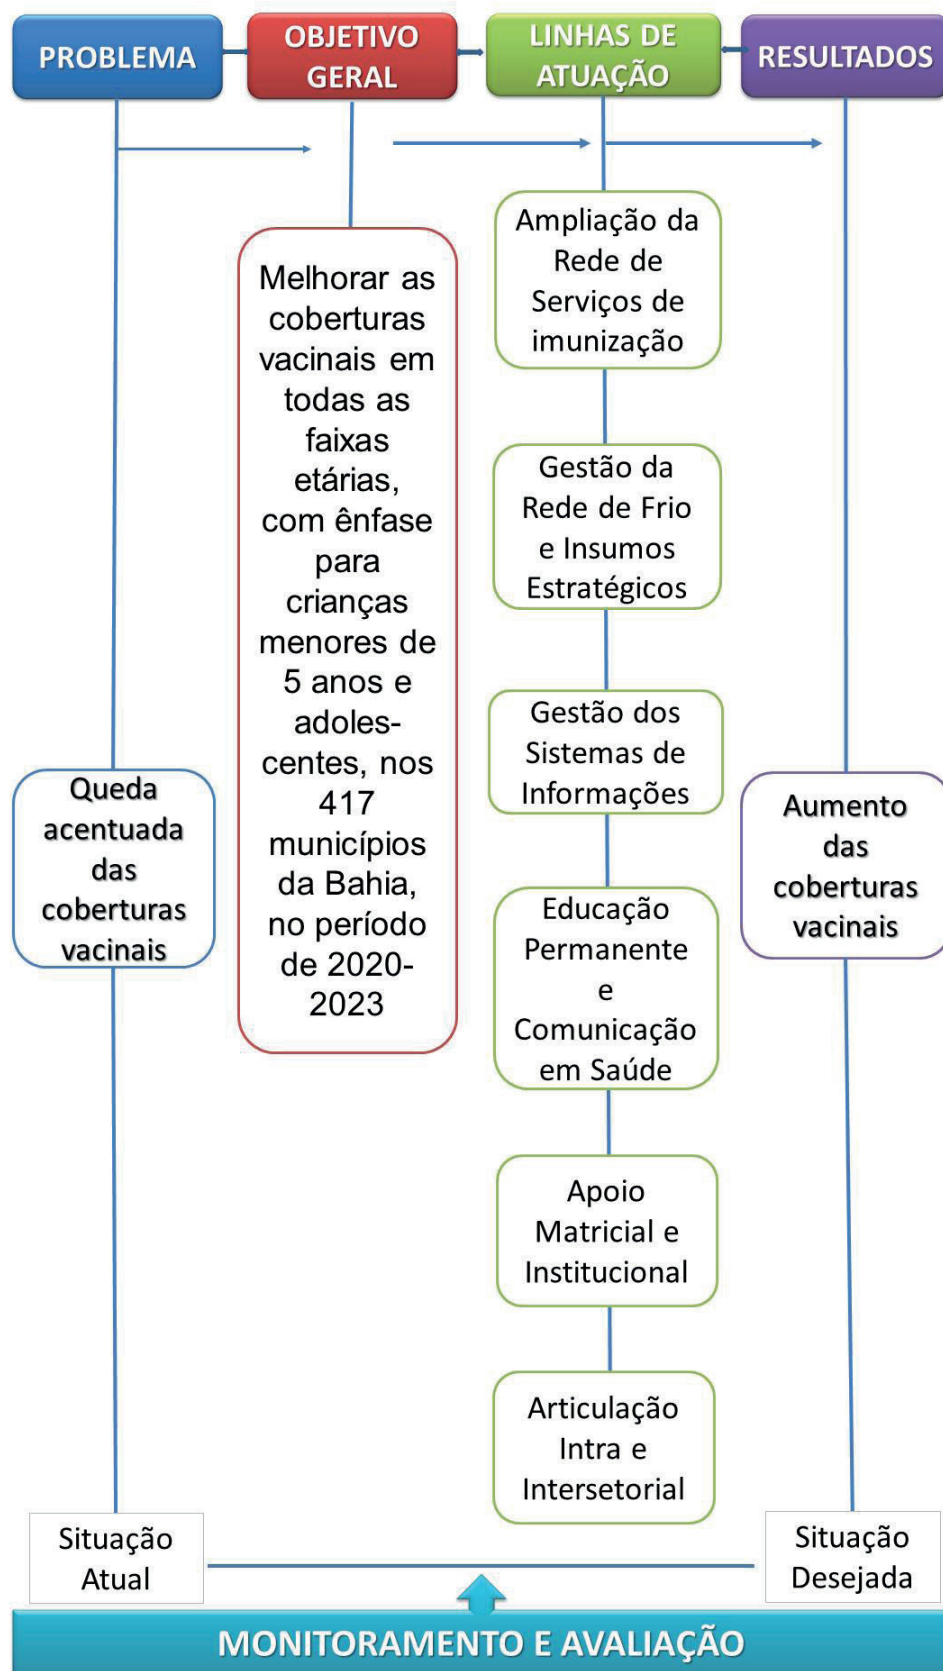 PROBLEMA
OBJETIVO
GERAL
LINHAS DE
ATUAÇÃO
RESULTADOS
Queda
acentuada
das
coberturas
vacinais
Melhorar as
coberturas
vacinais em
todas as
faixas
etárias,
com ênfase
para
crianças
menores de
5 anos e
adoles-
centes, nos
417
municípios
da Bahia,
no período
de 2020-
2023
Ampliação da
Rede de
Serviços de
imunização
Gestão da
Rede de Frio
e Insumos
Estratégicos
Gestão dos
Sistemas de
Informações
Educação
Permanente
e
Comunicação
em Saúde
Apoio
Matricial e
Institucional
Articulação
Intra e
Intersetorial
Aumento
das
coberturas
vacinais
Situação
Atual
Situação
Desejada
MONITORAMENTO E AVALIAÇÃO